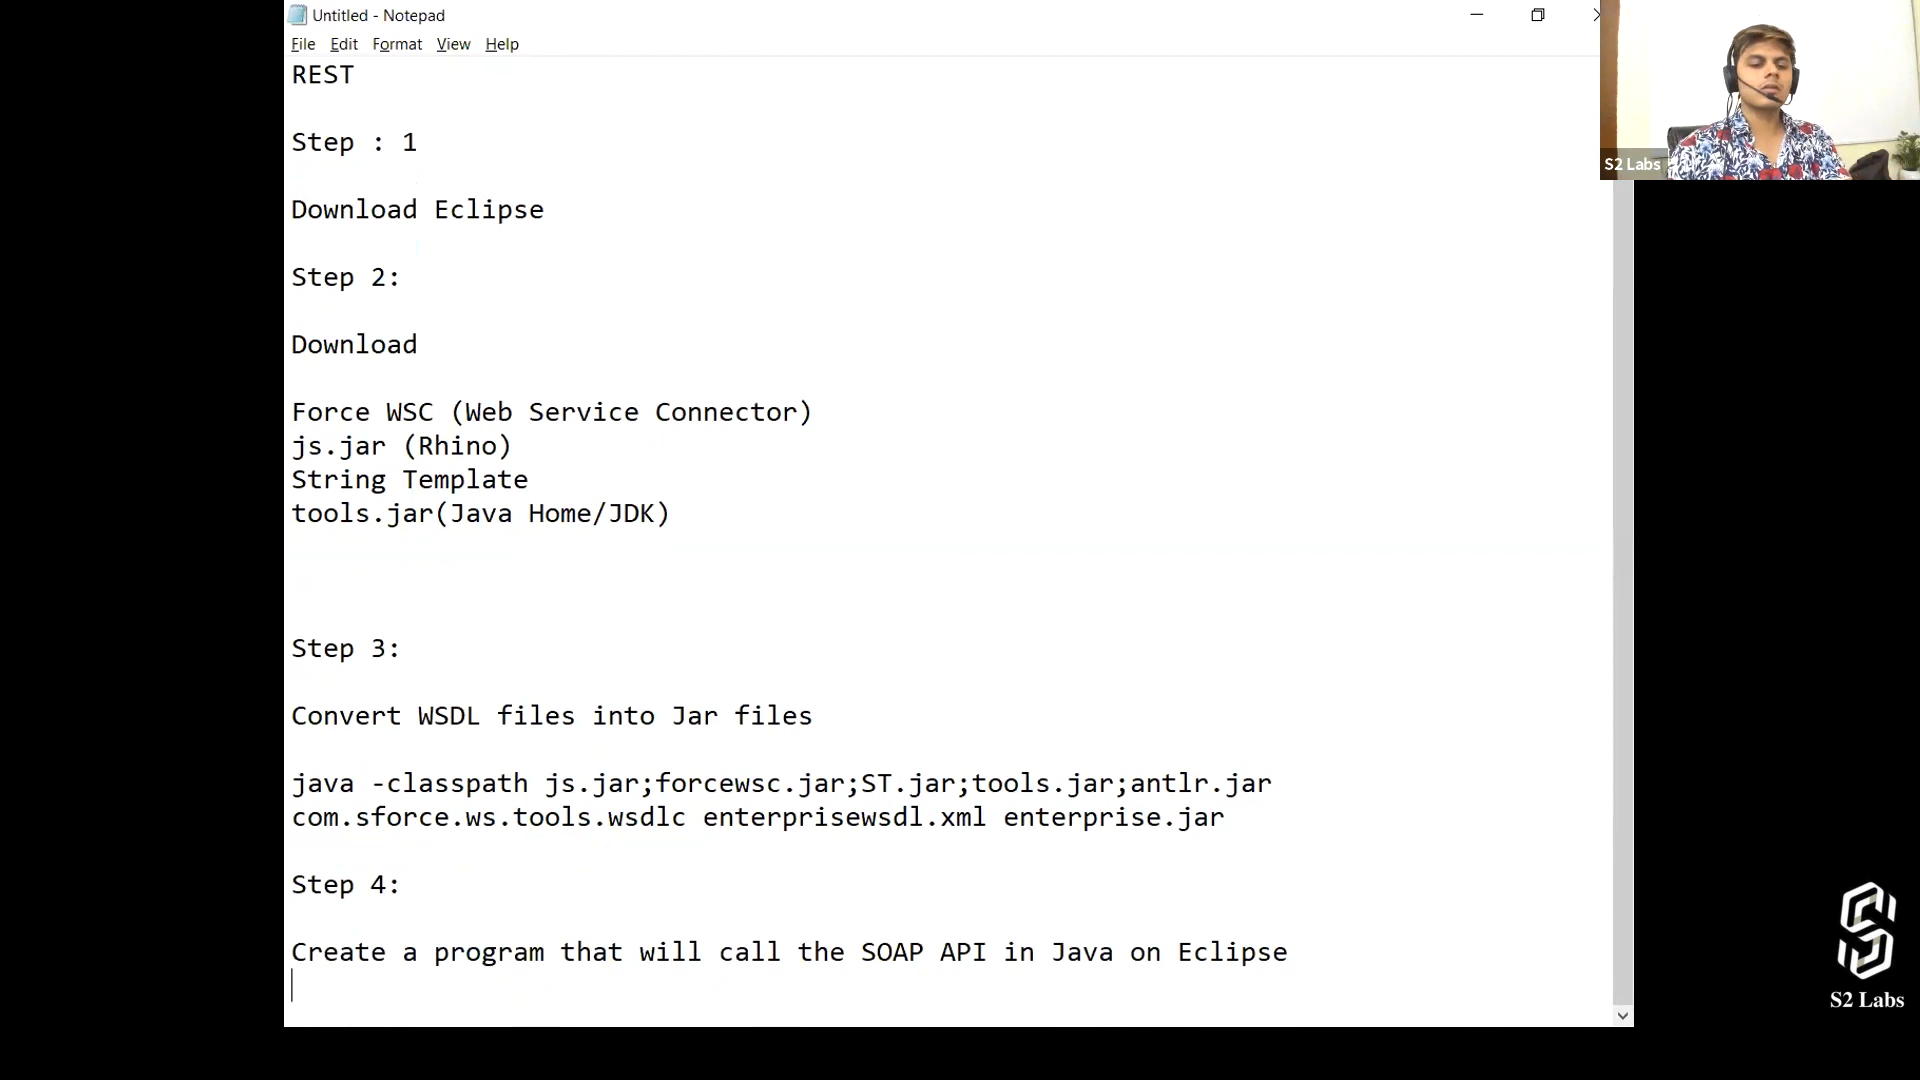 Untitled - Notepad
File Edit Format View Help
REST
Step : 1
Download Eclipse
Step 2:
Download
Force WSC (Web Service Connector)
js.jar (Rhino)
String Template
tools.jar(Java Home/JDK)
Step 3:
Convert WSDL files into Jar files
java -classpath js.jar;forcewsc.jar;ST.jar;tools.jar;antlr.jar
com.sforce.ws.tools.wsdlc enterprisewsdl.xml enterprise.jar
Step 4:
Create a program that will call the SOAP API in Java on Eclipse
S2 Labs
S2 Labs